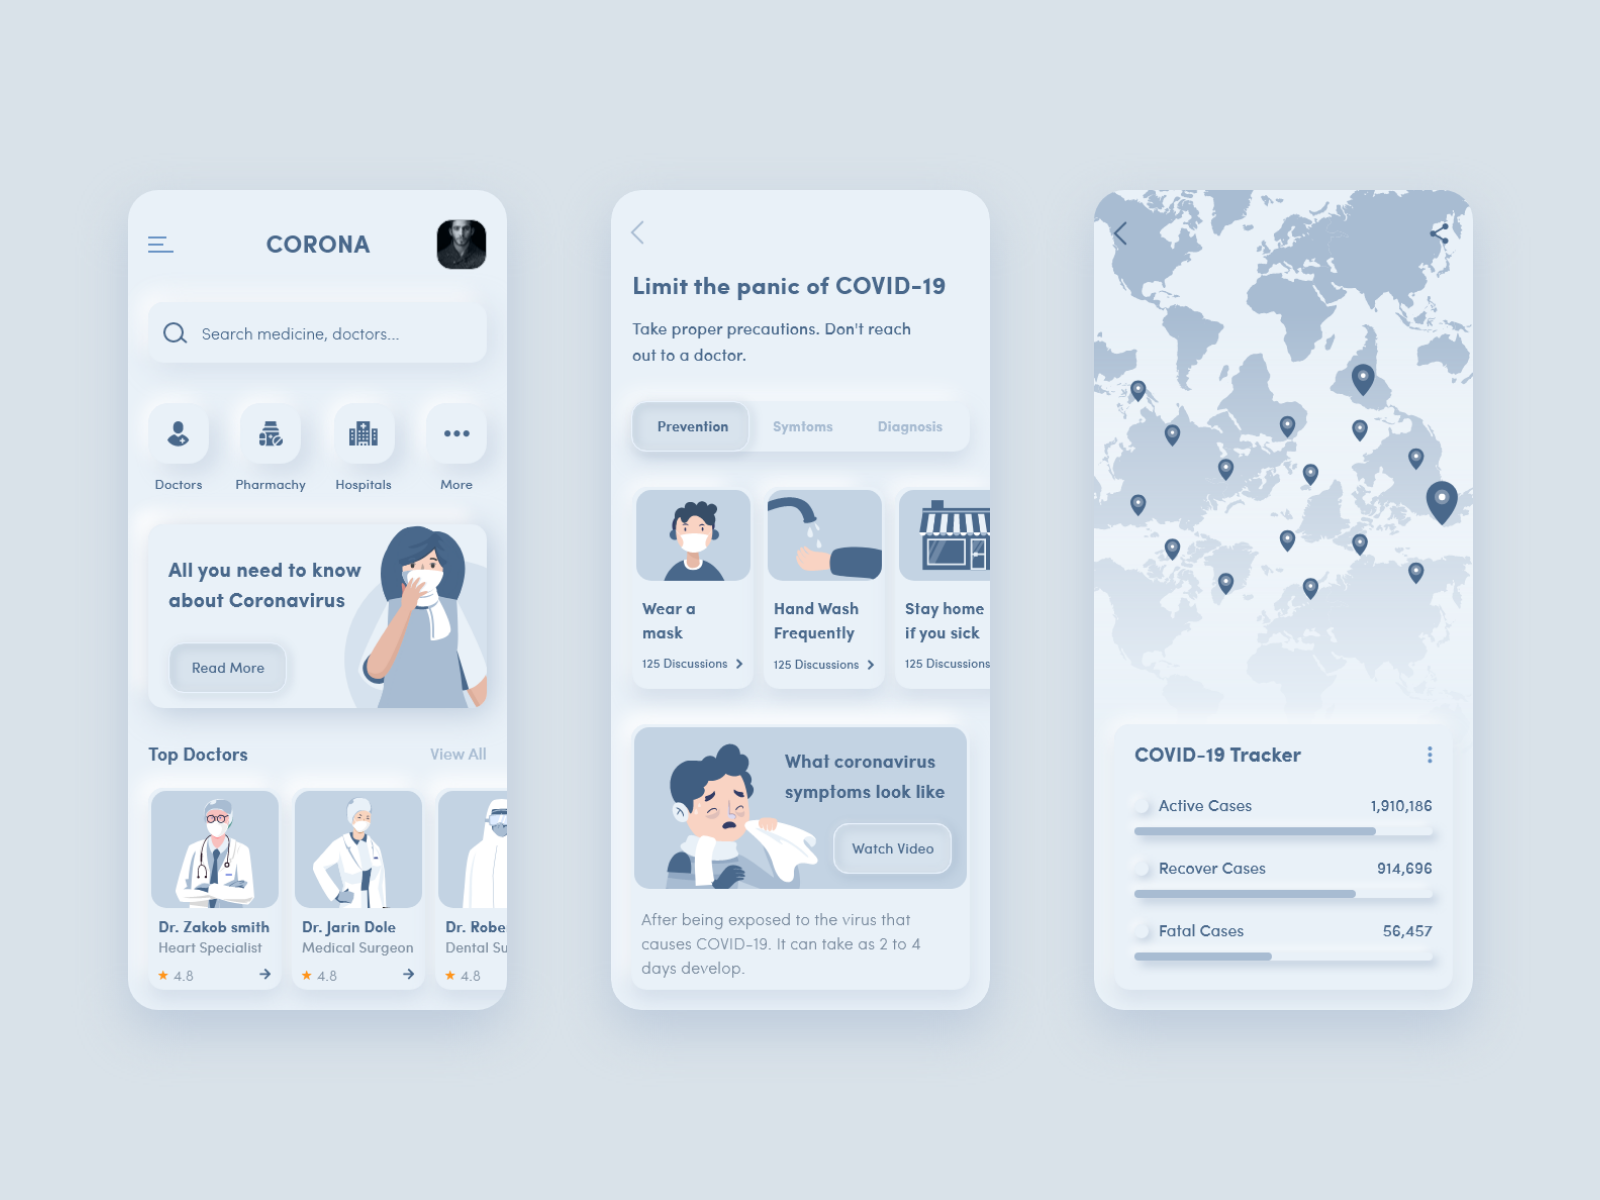 CORONA
Search medicine, doctors...
Doctors
Pharmachy
Hospitals
More
All you need to know
about Coronavirus
Read More
Top Doctors
View All
Dr. Zakob smith
Heart Specialist
4.8
Dr. Jarin Dole
Medical Surgeon
4.8
Dr. Robe
Dental Su
4.8
Limit the panic of COVID-19
Take proper precautions. Don't reach
out to a doctor.
Prevention
Symtoms
Diagnosis
Wear a
mask
125 Discussions
Hand Wash
Frequently
125 Discussions
Stay home
if you sick
125 Discussions
What coronavirus
symptoms look like
Watch Video
After being exposed to the virus that
causes COVID-19. It can take as 2 to 4
days develop.
COVID-19 Tracker
Active Cases
1,910,186
Recover Cases
914,696
Fatal Cases
56,457